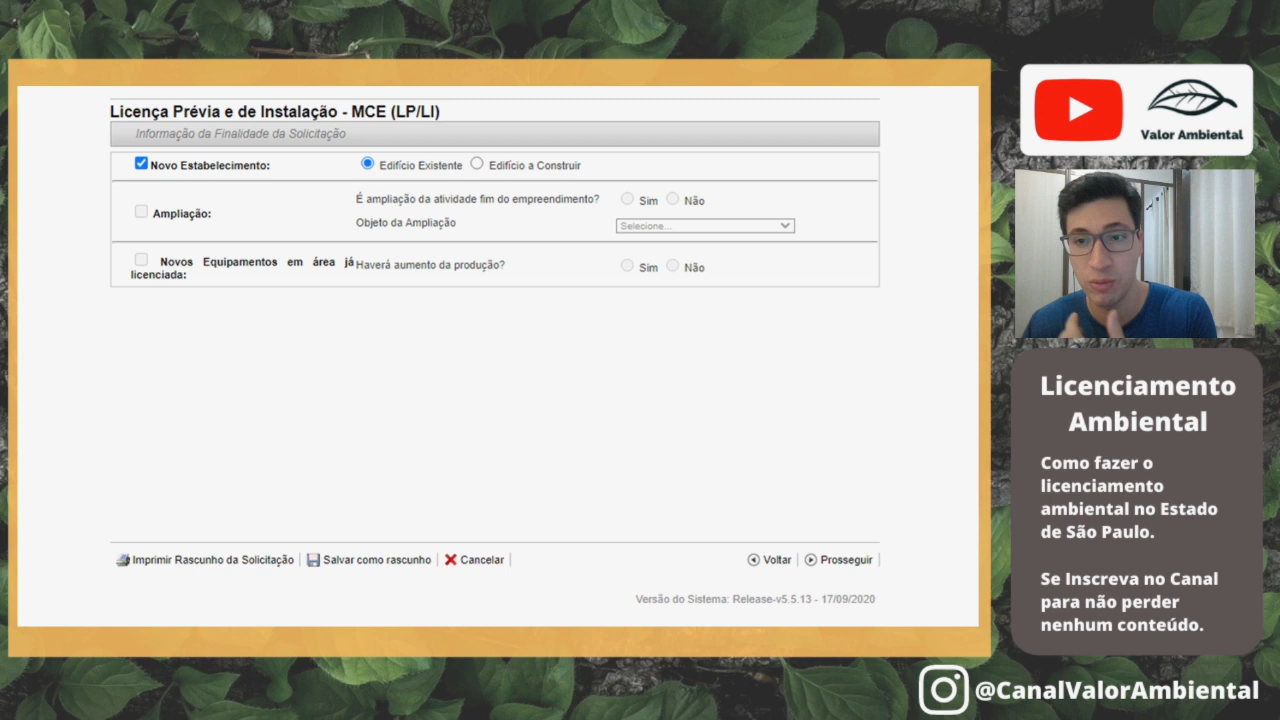 Licença Prévia e de Instalação - MCE (LP/LI)
Informação da Finalidade da Solicitação
Novo Estabelecimento: Edifício Existente Edifício a Construir
Ampliação: É ampliação da atividade fim do empreendimento? Sim Não
Objeto da Ampliação Selecione...
Novos Equipamentos em área já licenciada: Haverá aumento da produção? Sim Não
Imprimir Rascunho da Solicitação Salvar como rascunho Cancelar Voltar Prosseguir
Versão do Sistema: Release-v5.5.13 - 17/09/2020
Valor Ambiental
Licenciamento
Ambiental
Como fazer o
licenciamento
ambiental no Estado
de São Paulo.
Se Inscreva no Canal
para não perder
nenhum conteúdo.
@CanalValorAmbiental